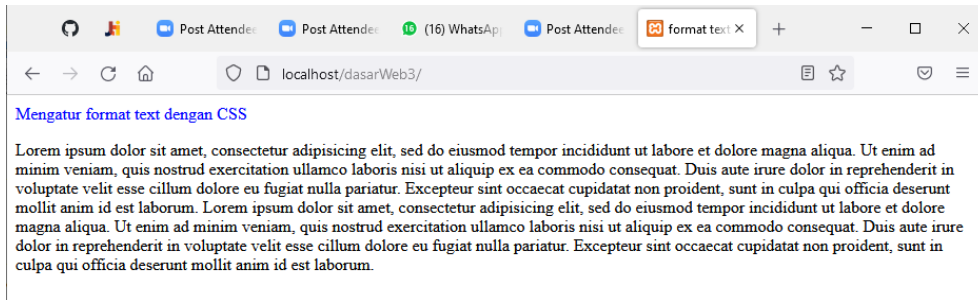 Post Attendee
Post Attendee
16 (16) WhatsApp
Post Attendee
format text
localhost/dasarWeb3/
Mengatur format text dengan CSS
Lorem ipsum dolor sit amet, consectetur adipisicing elit, sed do eiusmod tempor incididunt ut labore et dolore magna aliqua. Ut enim ad
minim veniam, quis nostrud exercitation ullamco laboris nisi ut aliquip ex ea commodo consequat. Duis aute irure dolor in reprehenderit in
voluptate velit esse cillum dolore eu fugiat nulla pariatur. Excepteur sint occaecat cupidatat non proident, sunt in culpa qui officia deserunt
mollit anim id est laborum. Lorem ipsum dolor sit amet, consectetur adipisicing elit, sed do eiusmod tempor incididunt ut labore et dolore
magna aliqua. Ut enim ad minim veniam, quis nostrud exercitation ullamco laboris nisi ut aliquip ex ea commodo consequat. Duis aute irure
dolor in reprehenderit in voluptate velit esse cillum dolore eu fugiat nulla pariatur. Excepteur sint occaecat cupidatat non proident, sunt in
culpa qui officia deserunt mollit anim id est laborum.